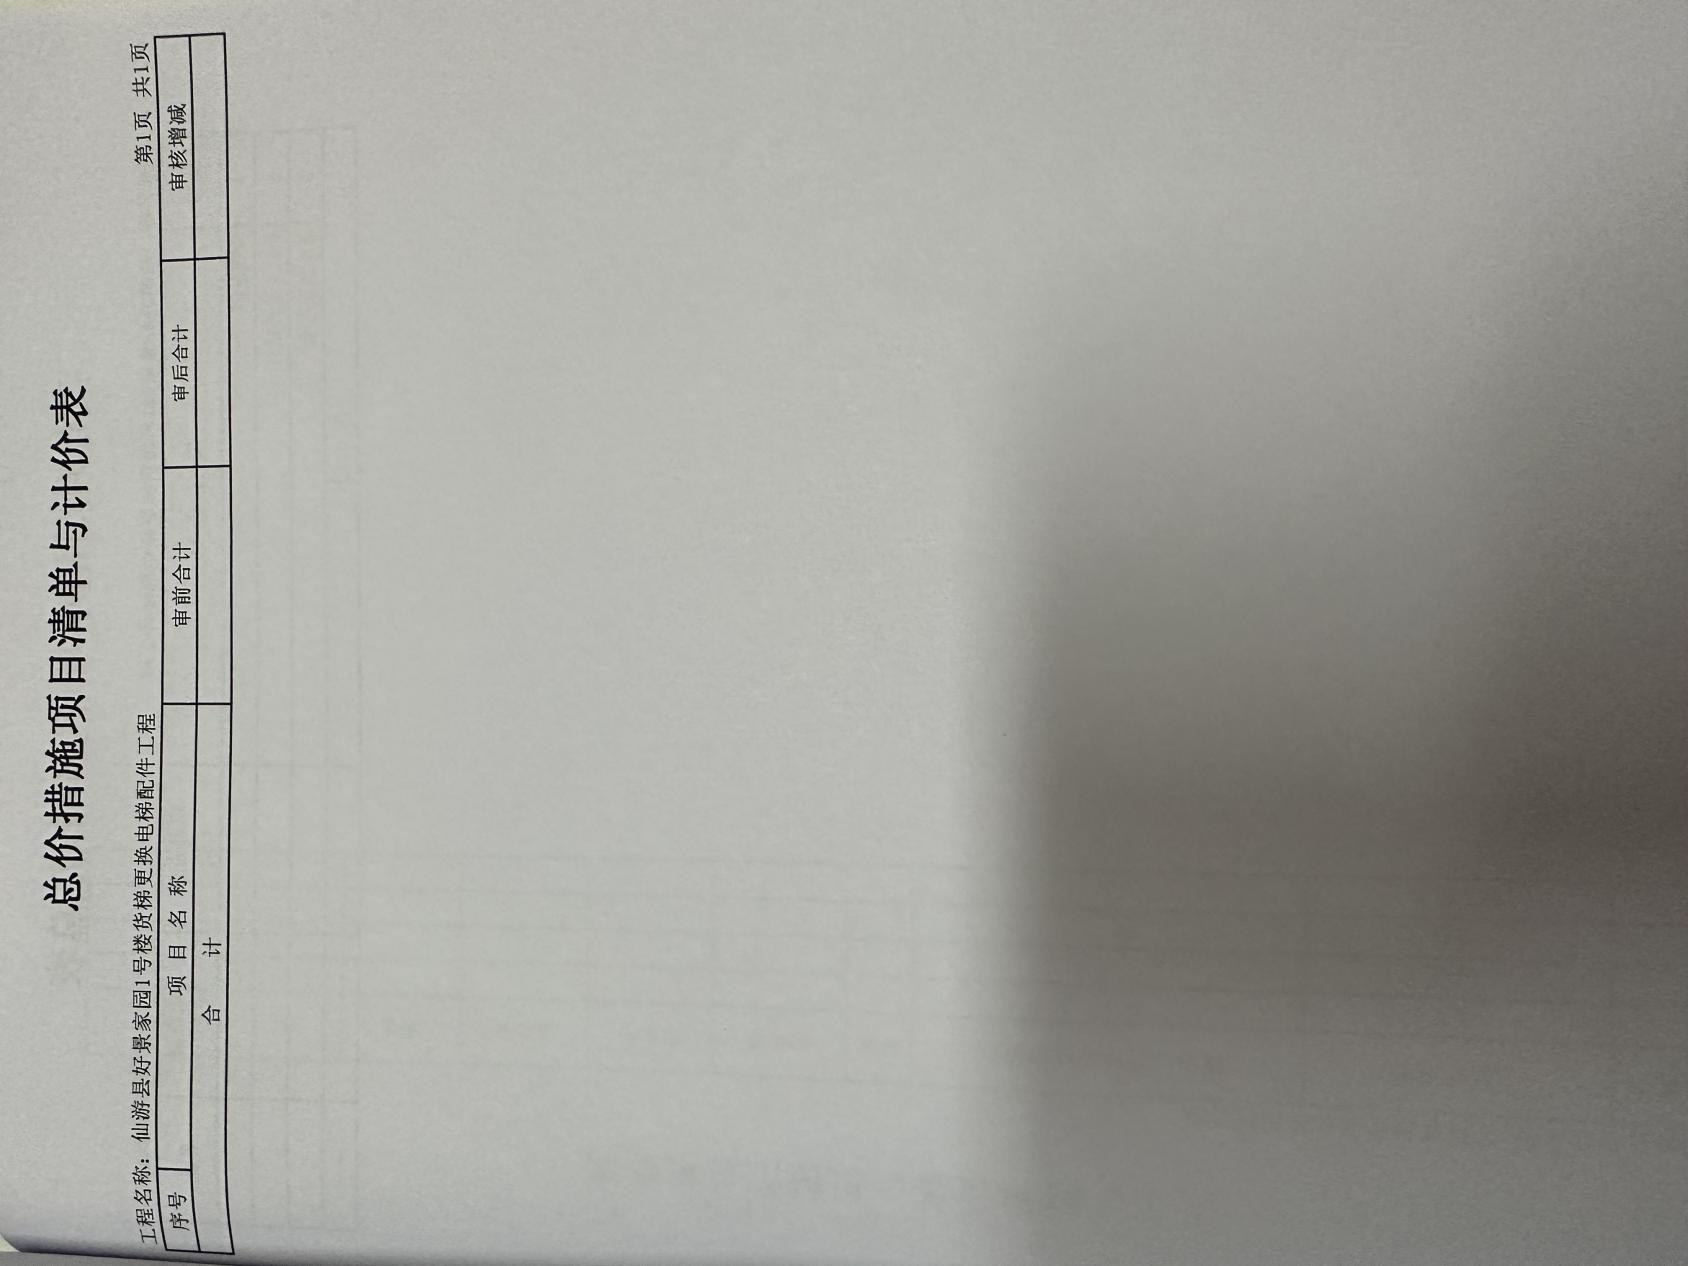 总价措施项目清单与计价表
工程名称：仙游县好景家园1号楼货梯更换电梯配件工程 第1页 共1页
序号 项目名称 审前合计 审后合计 审核增减
合计